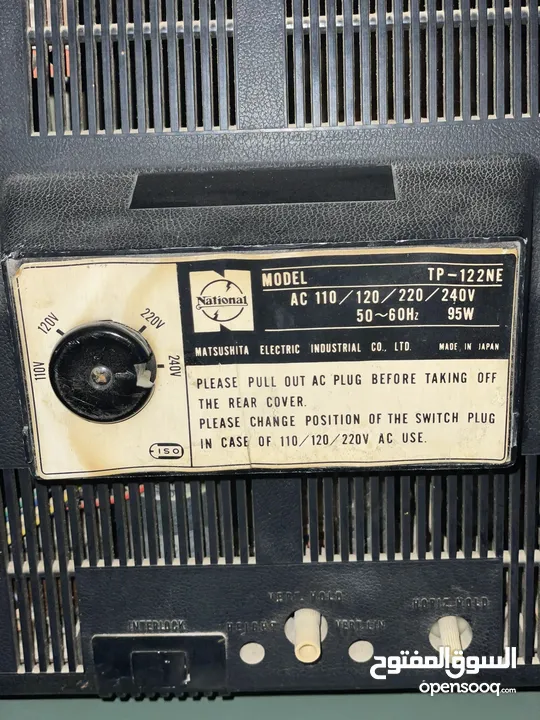 110V
120V
220V
240V
National
MODEL TP-122NE
AC 110/120/220/240V
50~60Hz 95W
MATSUSHITA ELECTRIC INDUSTRIAL CO., LTD. MADE IN JAPAN
PLEASE PULL OUT AC PLUG BEFORE TAKING OFF
THE REAR COVER.
PLEASE CHANGE POSITION OF THE SWITCH PLUG
IN CASE OF 110/120/220V AC USE.
INTERLOCK
HEIGHT
VERT. HOLD
VERT. LIN
HORIZ. HOLD
السوق المفتوح
opensooq.com